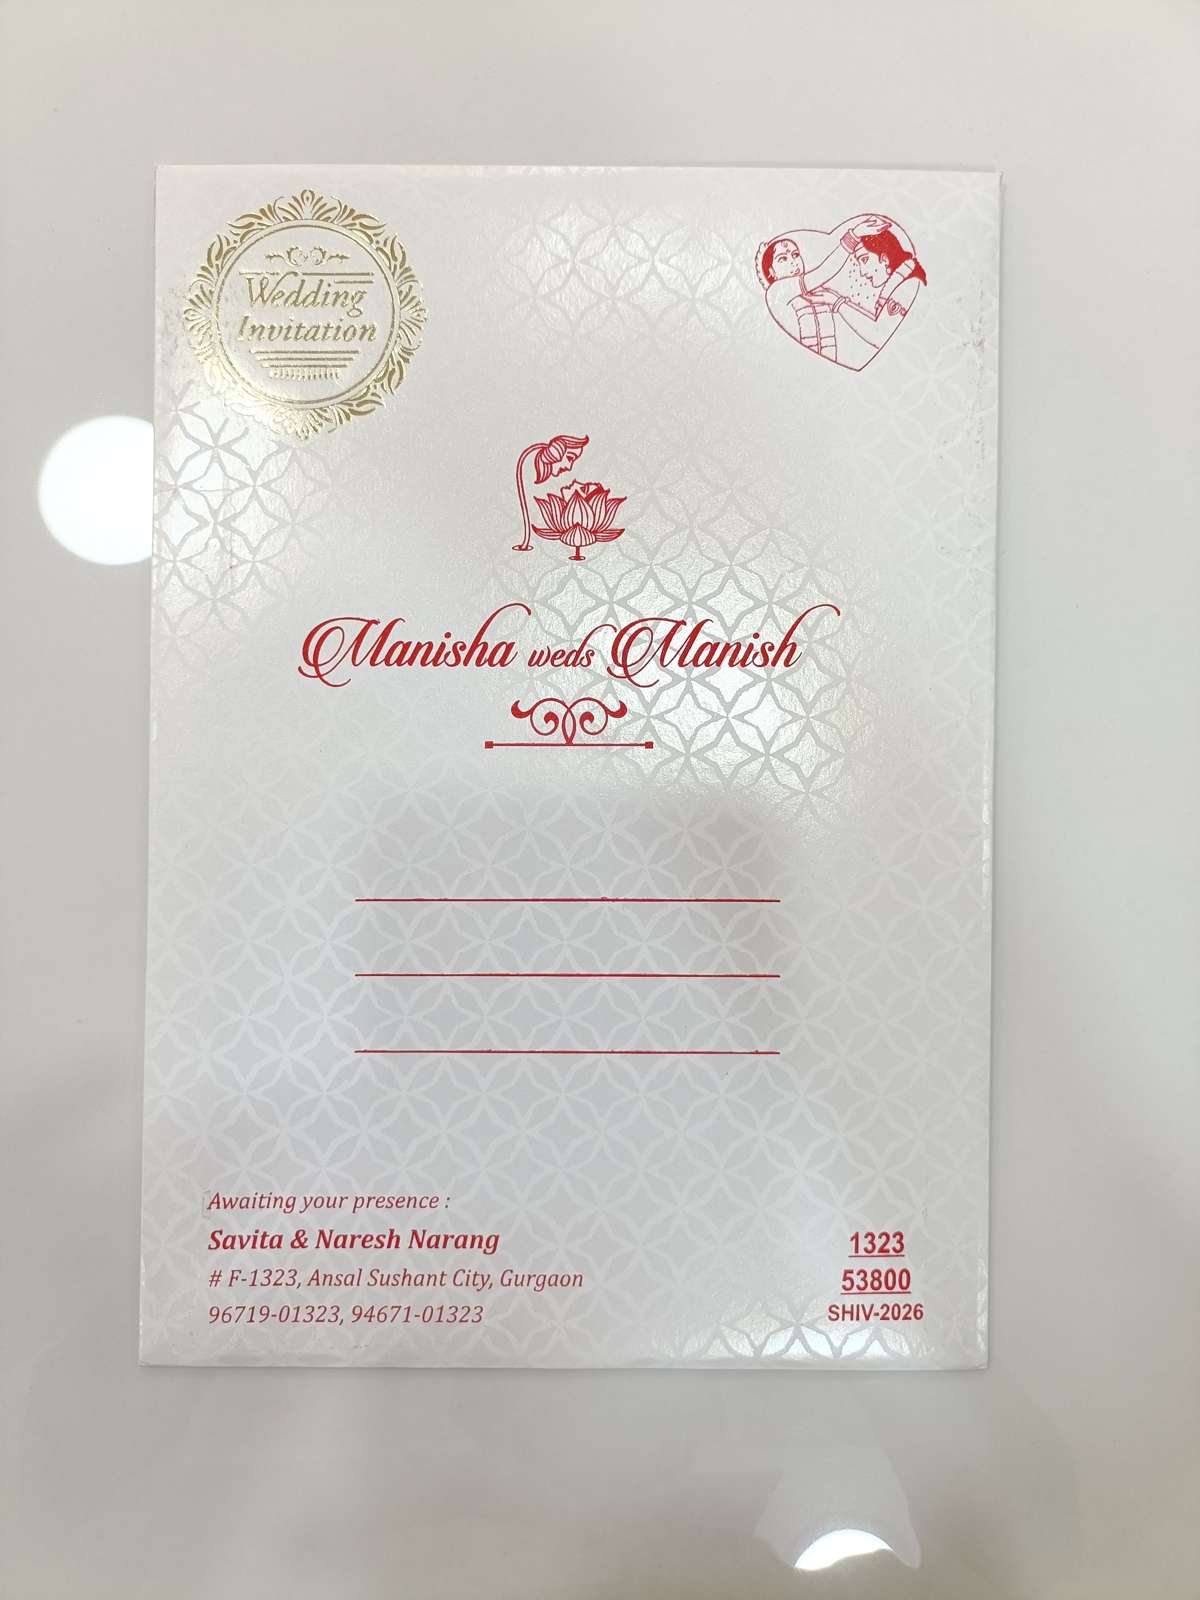 Wedding
Invitation
Manisha weds Manish
Awaiting your presence :
Savita & Naresh Narang
# F-1323, Ansal Sushant City, Gurgaon
96719-01323, 94671-01323
1323
53800
SHIV-2026